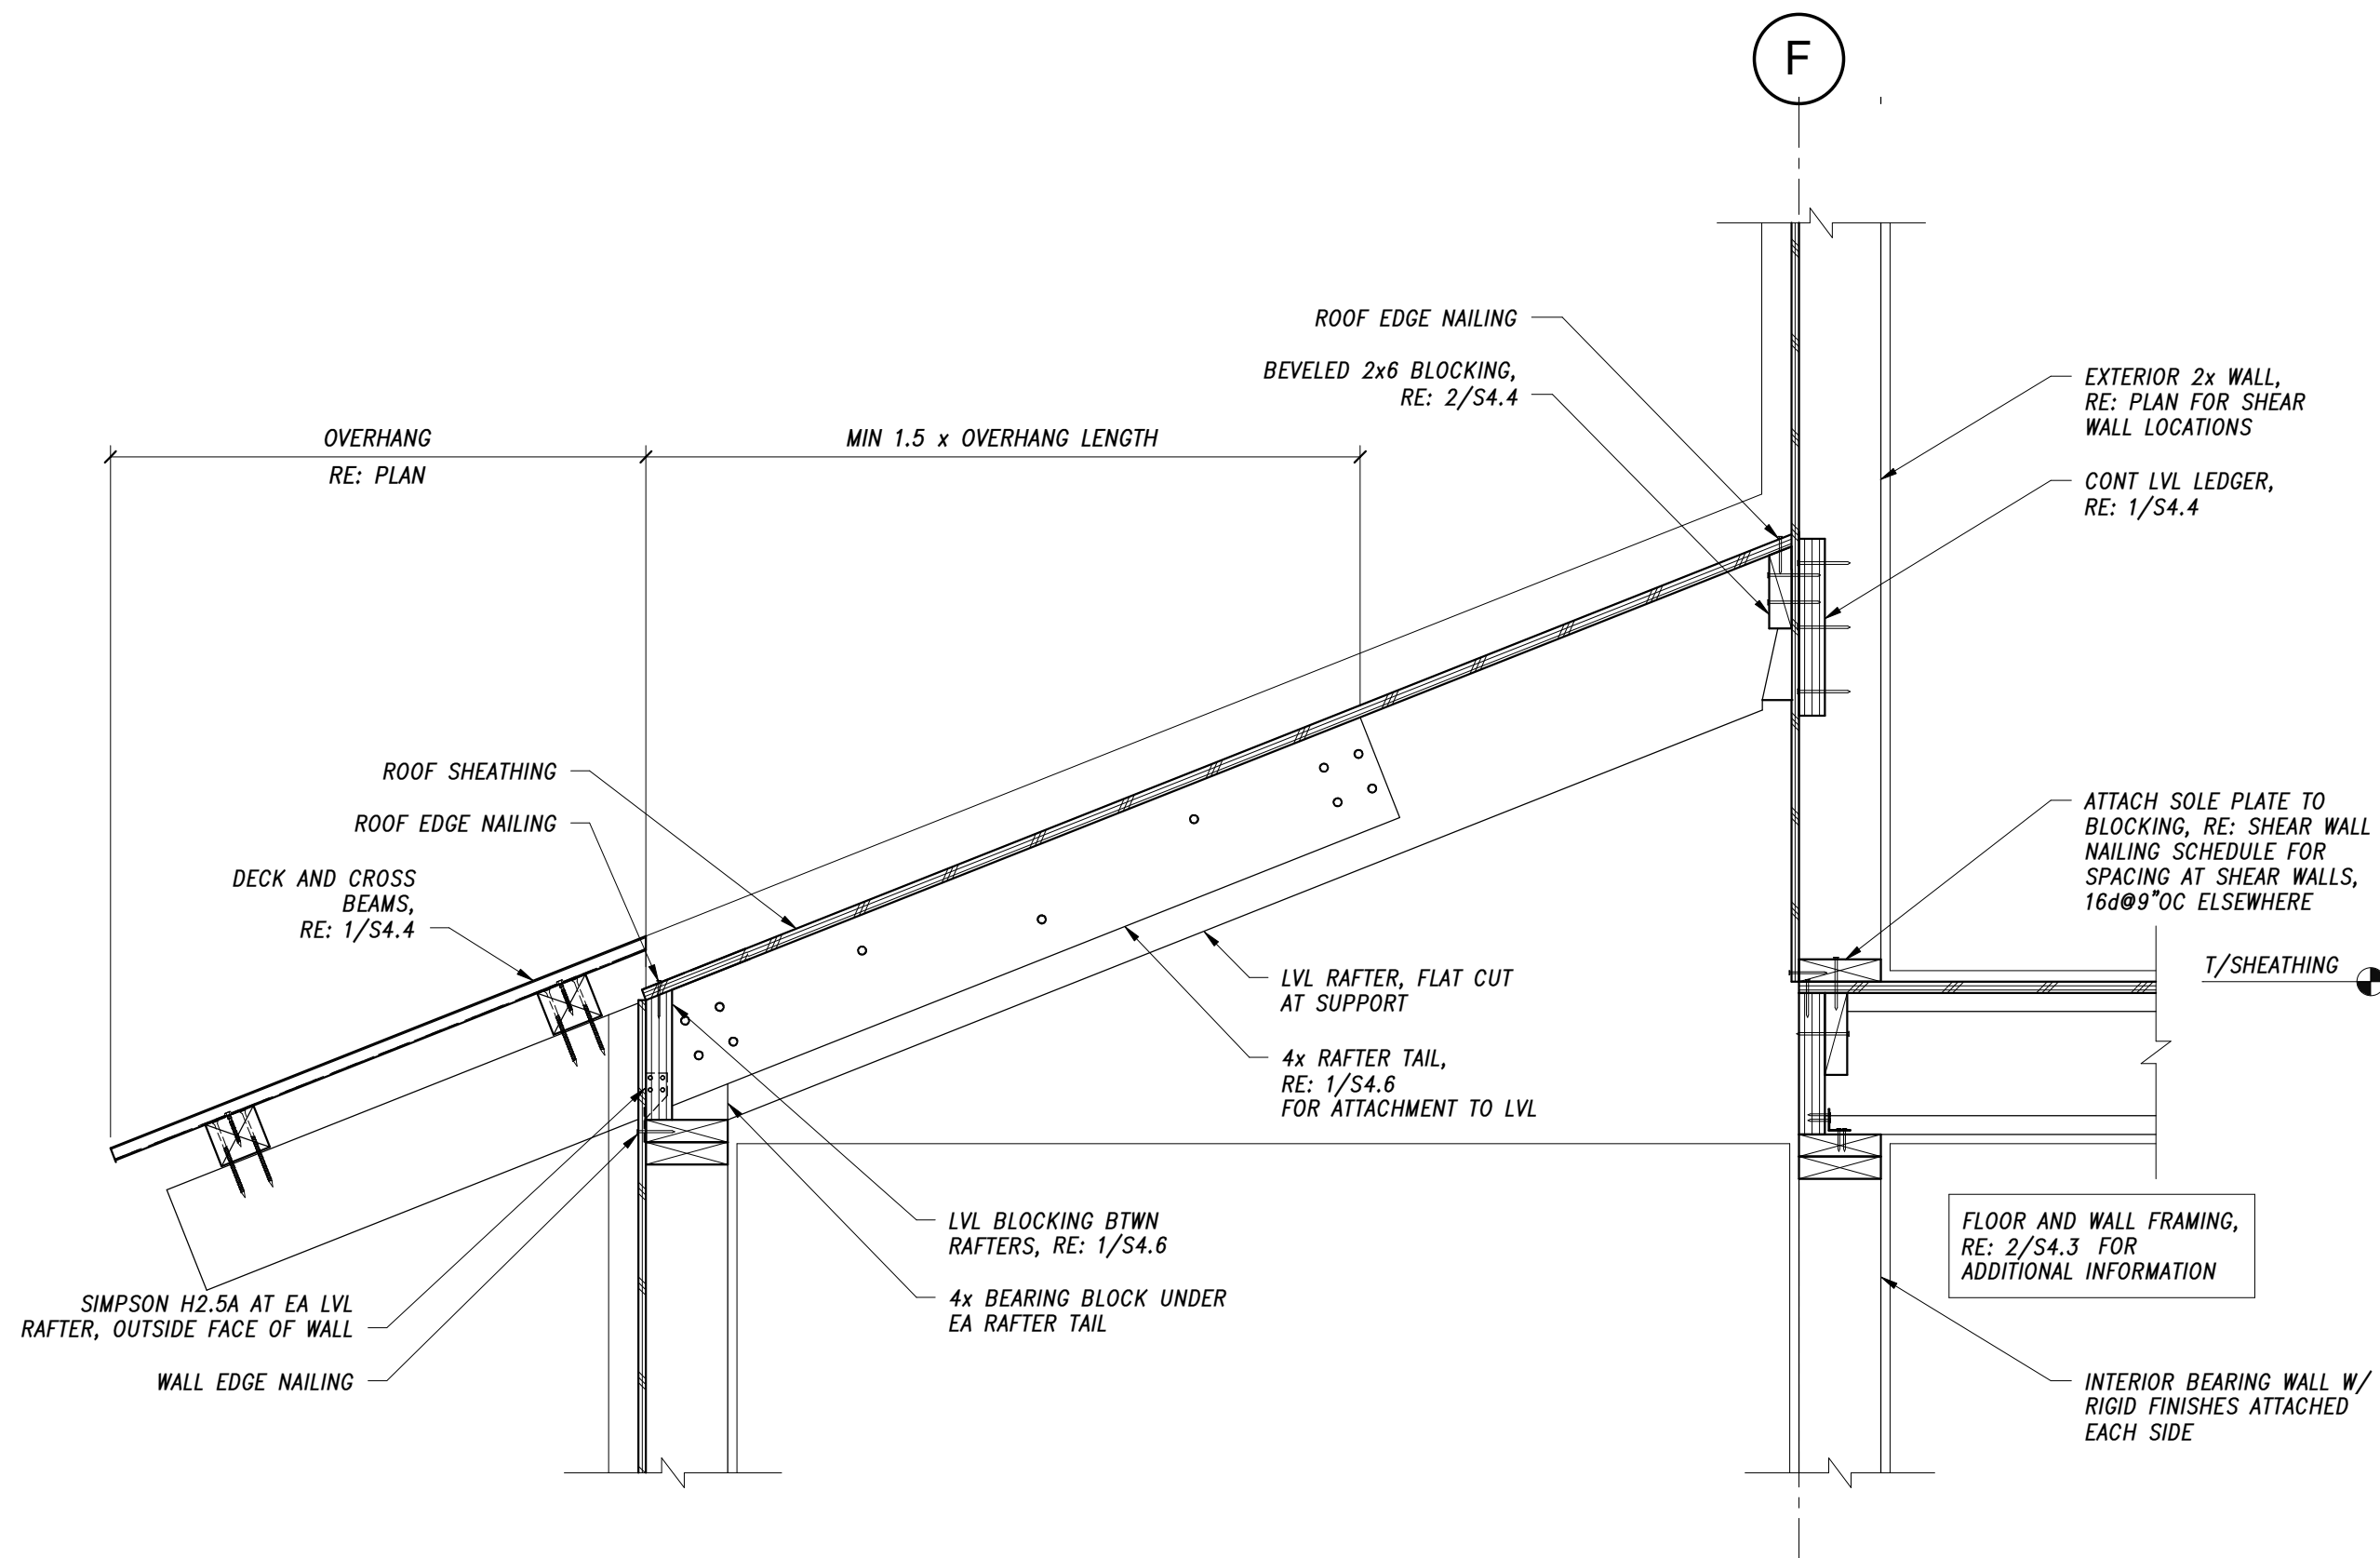 F
ROOF EDGE NAILING
BEVELED 2x6 BLOCKING,
RE: 2/S4.4
EXTERIOR 2x WALL,
RE: PLAN FOR SHEAR
WALL LOCATIONS
OVERHANG
RE: PLAN
MIN 1.5 x OVERHANG LENGTH
CONT LVL LEDGER,
RE: 1/S4.4
ROOF SHEATHING
ROOF EDGE NAILING
DECK AND CROSS
BEAMS,
RE: 1/S4.4
ATTACH SOLE PLATE TO
BLOCKING, RE: SHEAR WALL
NAILING SCHEDULE FOR
SPACING AT SHEAR WALLS,
16d@9"OC ELSEWHERE
T/SHEATHING
LVL RAFTER, FLAT CUT
AT SUPPORT
4x RAFTER TAIL,
RE: 1/S4.6
FOR ATTACHMENT TO LVL
LVL BLOCKING BTWN
RAFTERS, RE: 1/S4.6
FLOOR AND WALL FRAMING,
RE: 2/S4.3 FOR
ADDITIONAL INFORMATION
SIMPSON H2.5A AT EA LVL
RAFTER, OUTSIDE FACE OF WALL
4x BEARING BLOCK UNDER
EA RAFTER TAIL
WALL EDGE NAILING
INTERIOR BEARING WALL W/
RIGID FINISHES ATTACHED
EACH SIDE